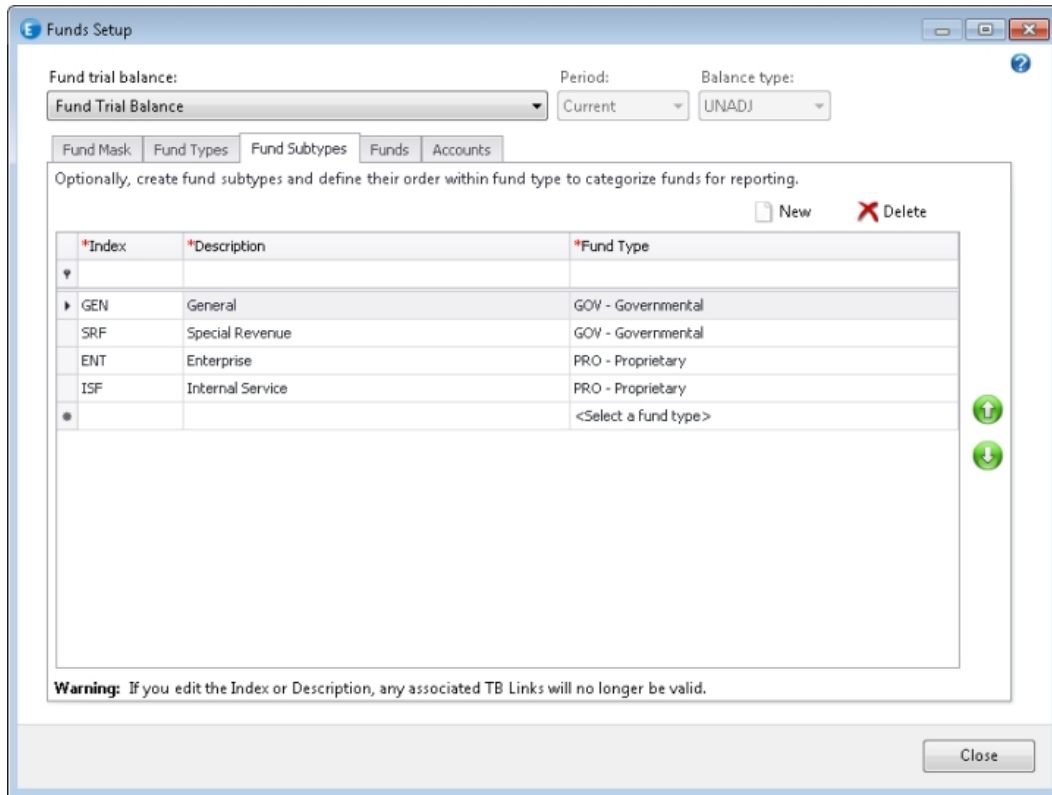 Funds Setup
Fund trial balance:
Period:
Balance type:
Fund Trial Balance
Current
UNADJ
Fund Mask
Fund Types
Fund Subtypes
Funds
Accounts
Optionally, create fund subtypes and define their order within fund type to categorize funds for reporting.
New
Delete
*Index *Description *Fund Type
GEN General GOV - Governmental
SRF Special Revenue GOV - Governmental
ENT Enterprise PRO - Proprietary
ISF Internal Service PRO - Proprietary
<Select a fund type>
Warning: If you edit the Index or Description, any associated TB Links will no longer be valid.
Close